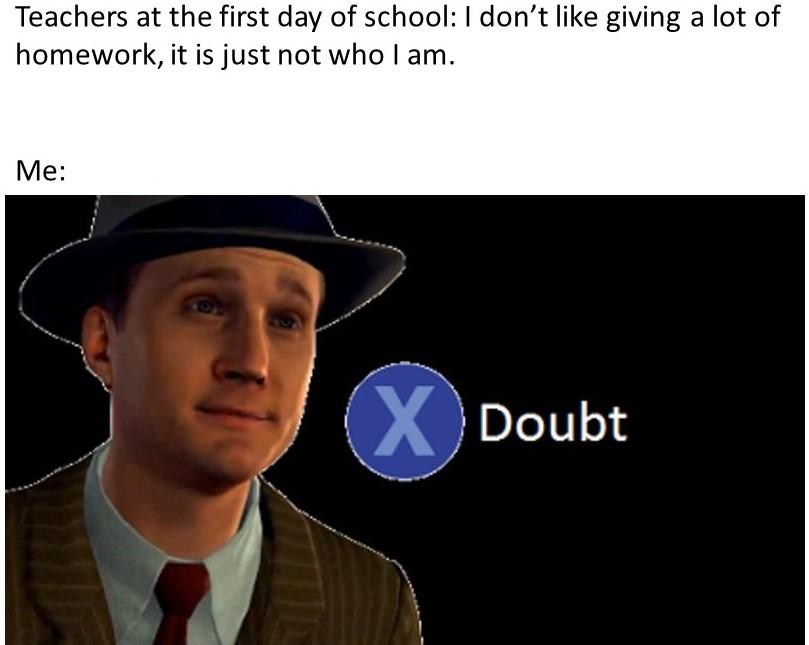 Teachers at the first day of school: I don’t like giving a lot of
homework, it is just not who I am.
Me:
X Doubt